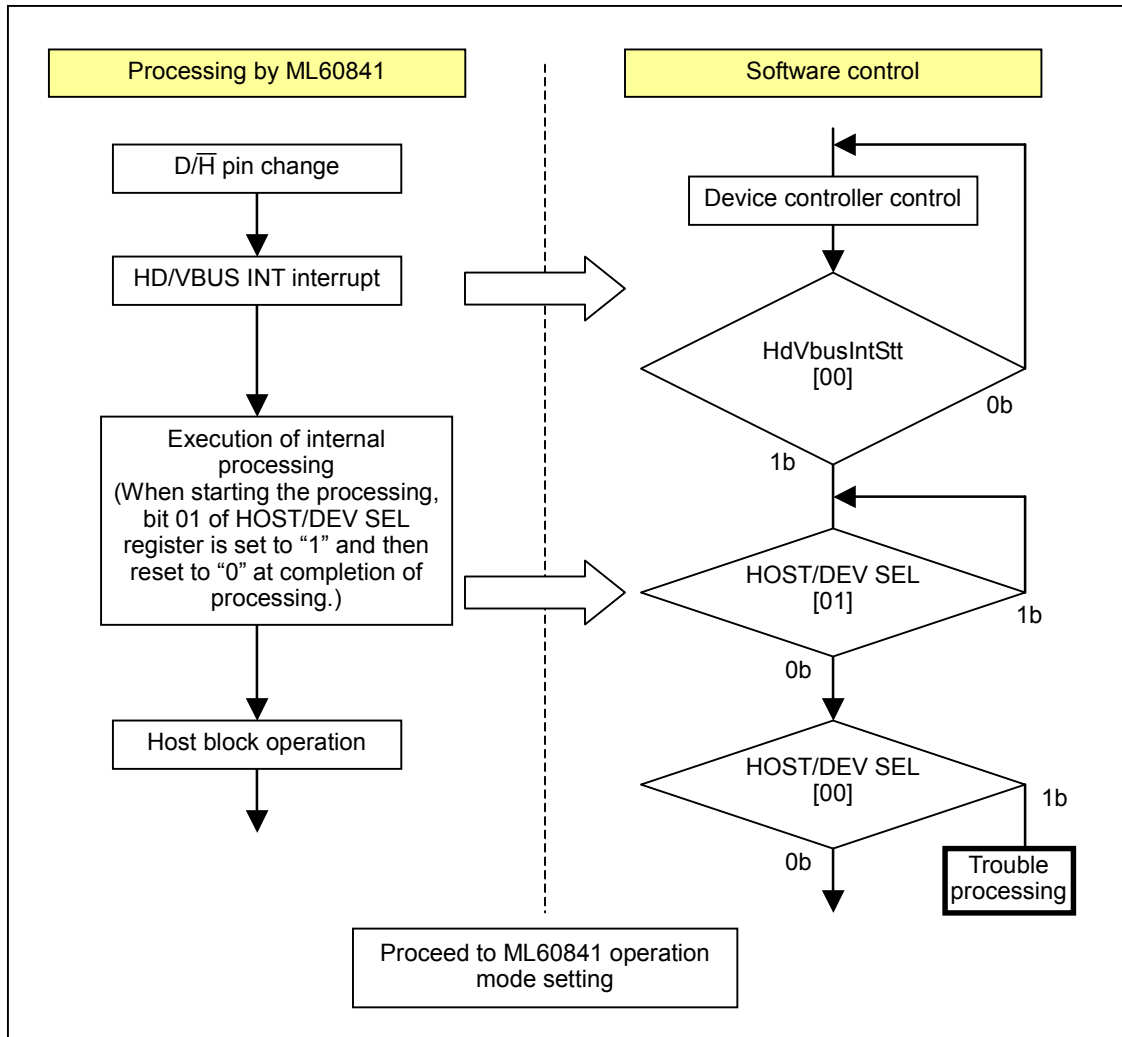 Processing by ML60841
D/H̅ pin change
HD/VBUS INT interrupt
Execution of internal
processing
(When starting the processing,
bit 01 of HOST/DEV SEL
register is set to “1” and then
reset to “0” at completion of
processing.)
Host block operation
Software control
Device controller control
HdVbusIntStt
[00]
0b
1b
HOST/DEV SEL
[01]
1b
0b
HOST/DEV SEL
[00]
1b
0b
Trouble
processing
Proceed to ML60841 operation
mode setting